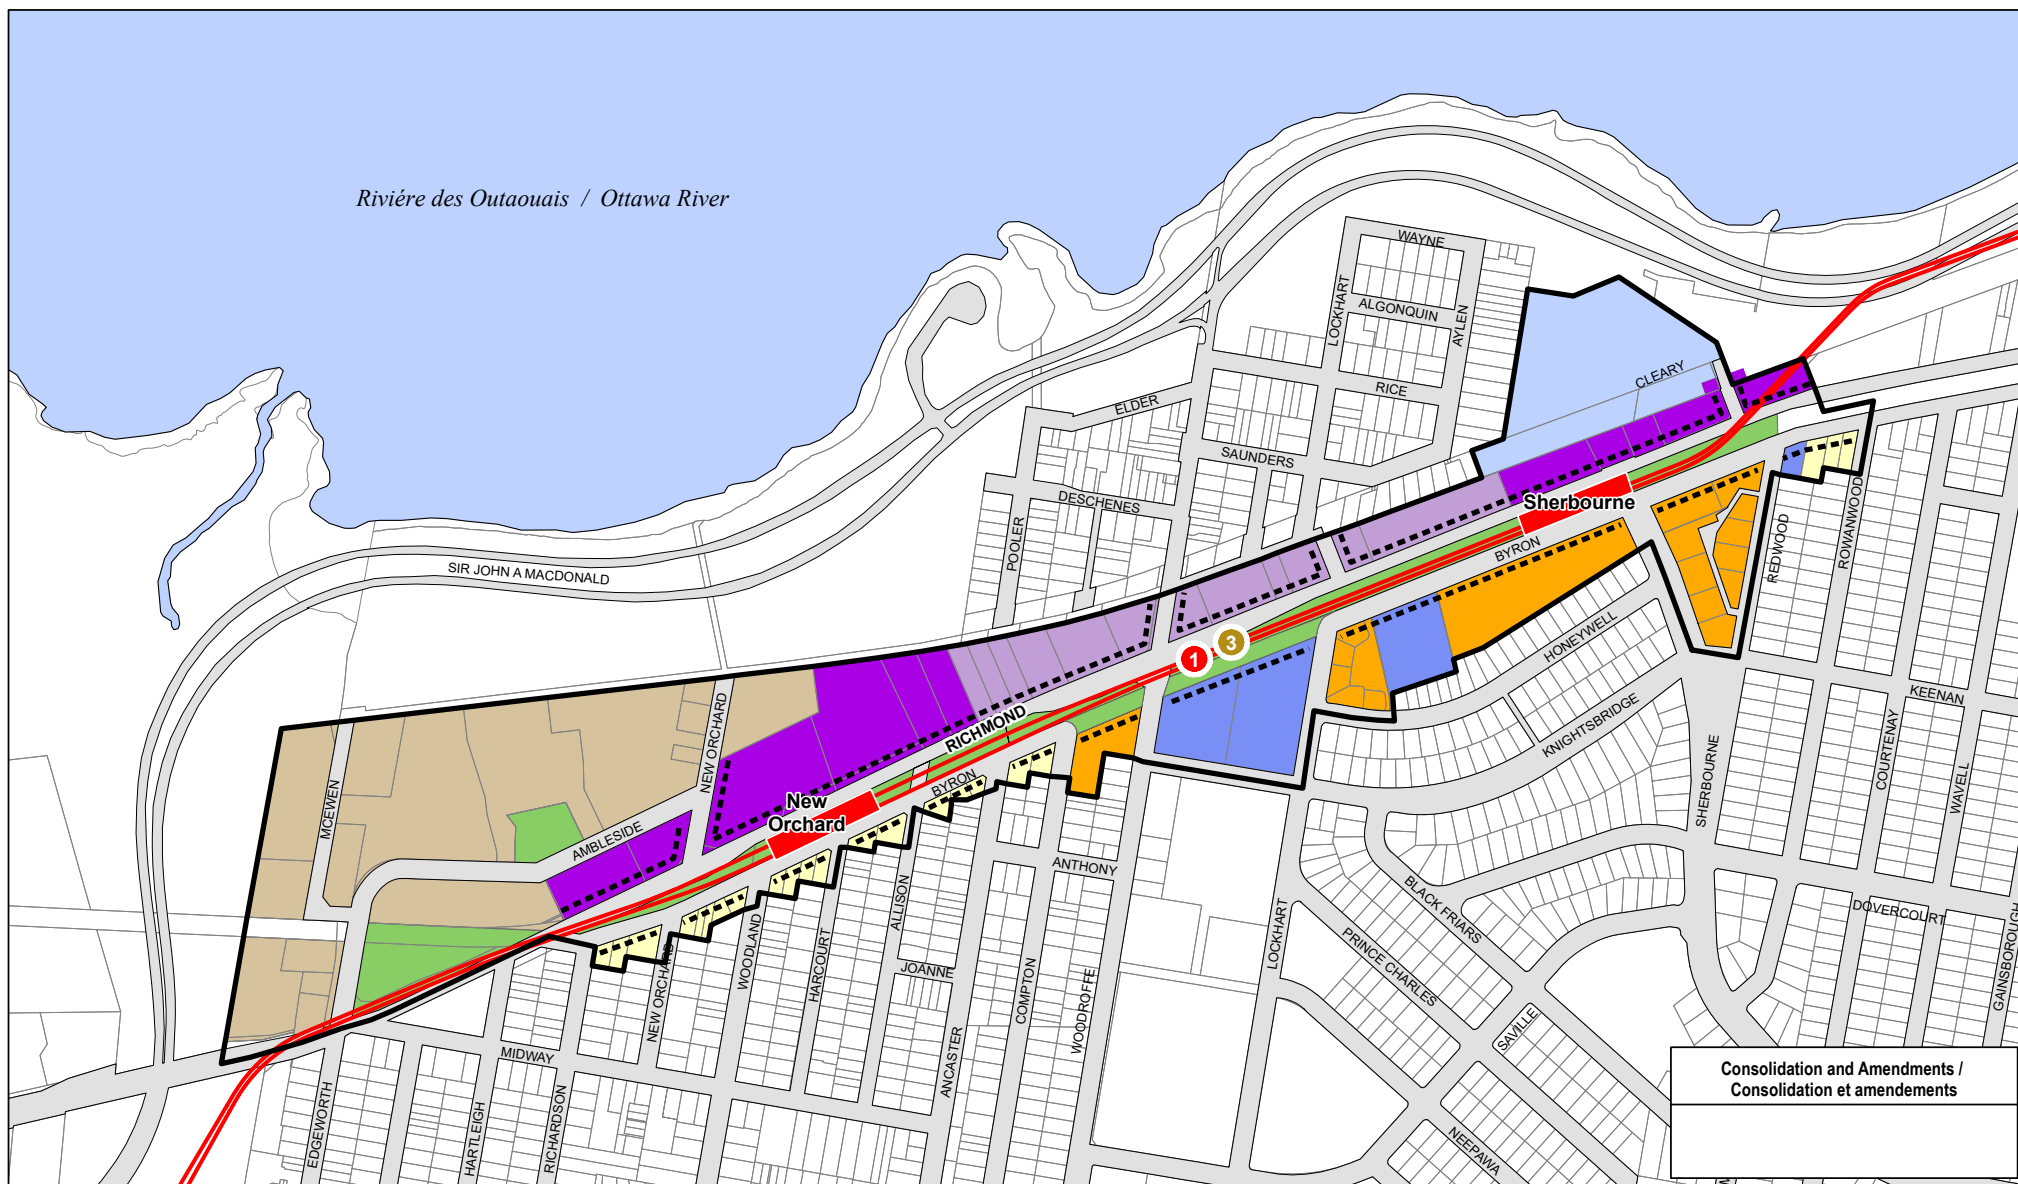 Riviére des Outaouais / Ottawa River
WAYNE
LOCKHART
ALGONQUIN
AYLEN
RICE
CLEARY
ELDER
SAUNDERS
DESCHENES
POOLER
Sherbourne
BYRON
REDWOOD
ROWANWOOD
SIR JOHN A MACDONALD
1
3
HONEYWELL
KNIGHTSBRIDGE
KEENAN
COURTENAY
WAVELL
SHERBOURNE
RICHMOND
NEW ORCHARD
MCEWEN
AMBLESIDE
New
Orchard
BYRON
ANTHONY
ALLISON
BLACK FRIARS
DOVERCOURT
GAINSBOROUGH
LOCKHART
PRINCE CHARLES
SAVILLE
NEEPAWA
JOANNE
COMPTON
WOODROFFE
ANCASTER
HARCOURT
WOODLAND
NEW ORCHARD
MIDWAY
EDGEWORTH
HARTLEIGH
RICHARDSON
Consolidation and Amendments /
Consolidation et amendements